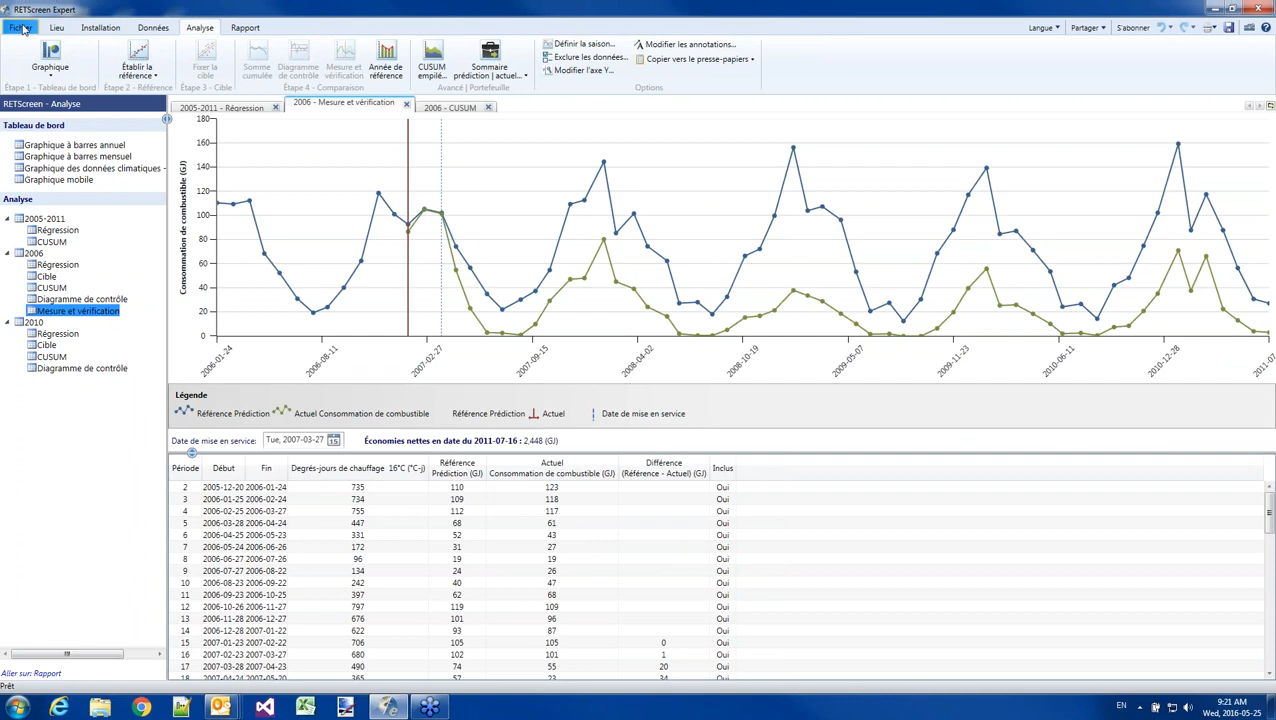 RETScreen Expert
Fichier Lieu Installation Données Analyse Rapport Langue Partager S'abonner
Graphique
Établir la référence
Fixer la cible
Somme cumulée
Diagramme de contrôle
Mesure et vérification
Année de référence
CUSUM empilé...
Sommaire prédiction | actuel...
Définir la saison...
Exclure les données...
Modifier l'axe Y...
Modifier les annotations...
Copier vers le presse-papiers
Étape 1 - Tableau de bord Étape 2 - Référence Étape 3 - Cible Étape 4 - Comparaison Avancé | Portefeuille Options
RETScreen - Analyse
Tableau de bord
Graphique à barres annuel
Graphique à barres mensuel
Graphique des données climatiques -
Graphique mobile
Analyse
2005-2011
Régression
CUSUM
2006
Régression
Cible
CUSUM
Diagramme de contrôle
Mesure et vérification
2010
Régression
Cible
CUSUM
Diagramme de contrôle
Aller sur: Rapport
2005-2011 - Régression 2006 - Mesure et vérification 2006 - CUSUM
Consommation de combustible (GJ)
180
160
140
120
100
80
60
40
20
0
2006-01-24 2006-08-11 2007-02-27 2007-09-15 2008-04-02 2008-10-19 2009-05-07 2009-11-23 2010-06-11 2010-12-28 2011-07
Légende
Référence Prédiction Actuel Consommation de combustible Référence Prédiction Actuel Date de mise en service
Date de mise en service: Tue, 2007-03-27 15 Économies nettes en date du 2011-07-16 : 2,448 (GJ)
Période Début Fin Degrés-jours de chauffage 16°C (°C-j) Référence Prédiction (GJ) Actuel Consommation de combustible (GJ) Différence (Référence - Actuel) (GJ) Inclus
2 2005-12-20 2006-01-24 735 110 123 Oui
3 2006-01-25 2006-02-24 734 109 118 Oui
4 2006-02-25 2006-03-27 755 112 117 Oui
5 2006-03-28 2006-04-24 447 68 61 Oui
6 2006-04-25 2006-05-23 331 52 43 Oui
7 2006-05-24 2006-06-26 172 31 27 Oui
8 2006-06-27 2006-07-26 96 19 19 Oui
9 2006-07-27 2006-08-22 134 24 26 Oui
10 2006-08-23 2006-09-22 242 40 47 Oui
11 2006-09-23 2006-10-25 397 62 68 Oui
12 2006-10-26 2006-11-27 797 119 109 Oui
13 2006-11-28 2006-12-27 676 101 96 Oui
14 2006-12-28 2007-01-22 622 93 87 Oui
15 2007-01-23 2007-02-22 706 105 105 0 Oui
16 2007-02-23 2007-03-27 680 102 101 1 Oui
17 2007-03-28 2007-04-23 490 74 55 20 Oui
18 2007-04-24 2007-05-20 365 57 23 34 Oui
Prêt
EN 9:21 AM
Wed, 2016-05-25